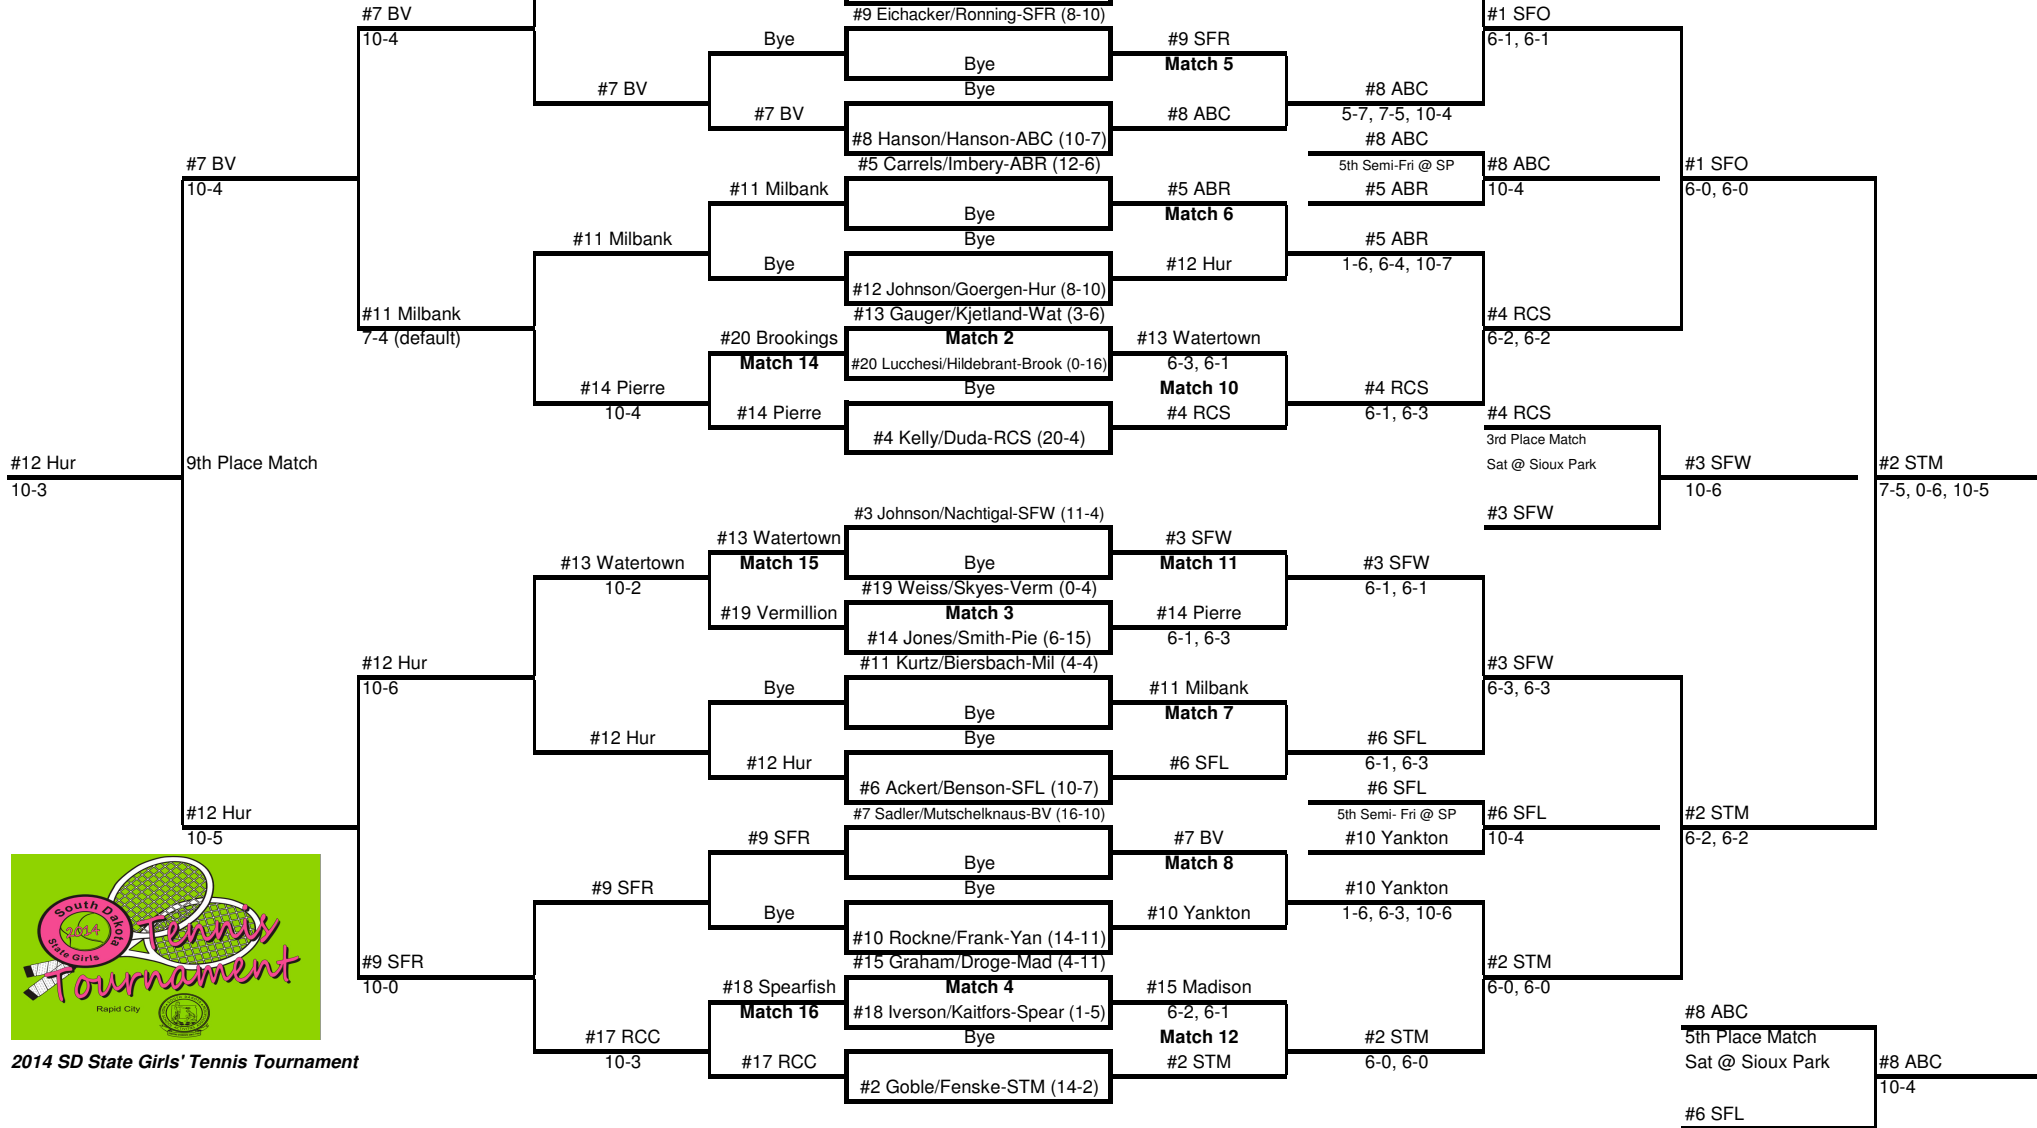 #7 BV
#9 Eichacker/Ronning-SFR (8-10)
#1 SFO
10-4
Bye
#9 SFR
6-1, 6-1
Bye
Match 5
#7 BV
Bye
#8 ABC
#7 BV
#8 ABC
5-7, 7-5, 10-4
#8 Hanson/Hanson-ABC (10-7)
#8 ABC
#7 BV
#5 Carrels/Imbery-ABR (12-6)
5th Semi-Fri @ SP
#8 ABC
#1 SFO
10-4
#11 Milbank
#5 ABR
#5 ABR
10-4
6-0, 6-0
Bye
Match 6
#11 Milbank
Bye
#5 ABR
Bye
#12 Hur
1-6, 6-4, 10-7
#12 Johnson/Goergen-Hur (8-10)
#11 Milbank
#13 Gauger/Kjetland-Wat (3-6)
#4 RCS
7-4 (default)
#20 Brookings
Match 2
#13 Watertown
6-2, 6-2
Match 14
#20 Lucchesi/Hildebrant-Brook (0-16)
6-3, 6-1
#14 Pierre
Bye
Match 10
#4 RCS
10-4
#14 Pierre
#4 RCS
6-1, 6-3
#4 RCS
#4 Kelly/Duda-RCS (20-4)
3rd Place Match
#12 Hur
9th Place Match
Sat @ Sioux Park
#3 SFW
#2 STM
10-3
10-6
7-5, 0-6, 10-5
#3 Johnson/Nachtigal-SFW (11-4)
#3 SFW
#13 Watertown
#3 SFW
#13 Watertown
Match 15
Bye
Match 11
#3 SFW
10-2
#19 Weiss/Skyes-Verm (0-4)
6-1, 6-1
#19 Vermillion
Match 3
#14 Pierre
#14 Jones/Smith-Pie (6-15)
6-1, 6-3
#12 Hur
#11 Kurtz/Biersbach-Mil (4-4)
#3 SFW
10-6
Bye
#11 Milbank
6-3, 6-3
Bye
Match 7
#12 Hur
Bye
#6 SFL
#12 Hur
#6 SFL
6-1, 6-3
#6 Ackert/Benson-SFL (10-7)
#6 SFL
#12 Hur
#7 Sadler/Mutschelknaus-BV (16-10)
5th Semi- Fri @ SP
#6 SFL
#2 STM
10-5
#9 SFR
#7 BV
#10 Yankton
10-4
6-2, 6-2
Bye
Match 8
#9 SFR
Bye
#10 Yankton
Bye
#10 Yankton
1-6, 6-3, 10-6
#10 Rockne/Frank-Yan (14-11)
#9 SFR
#15 Graham/Droge-Mad (4-11)
#2 STM
10-0
#18 Spearfish
Match 4
#15 Madison
6-0, 6-0
Match 16
#18 Iverson/Kaitfors-Spear (1-5)
6-2, 6-1
#8 ABC
#17 RCC
Bye
Match 12
#2 STM
5th Place Match
10-3
#17 RCC
#2 STM
6-0, 6-0
Sat @ Sioux Park
#8 ABC
#2 Goble/Fenske-STM (14-2)
10-4
#6 SFL
South Dakota
2014
State Girls
Tennis
Tournament
Rapid City
2014 SD State Girls' Tennis Tournament